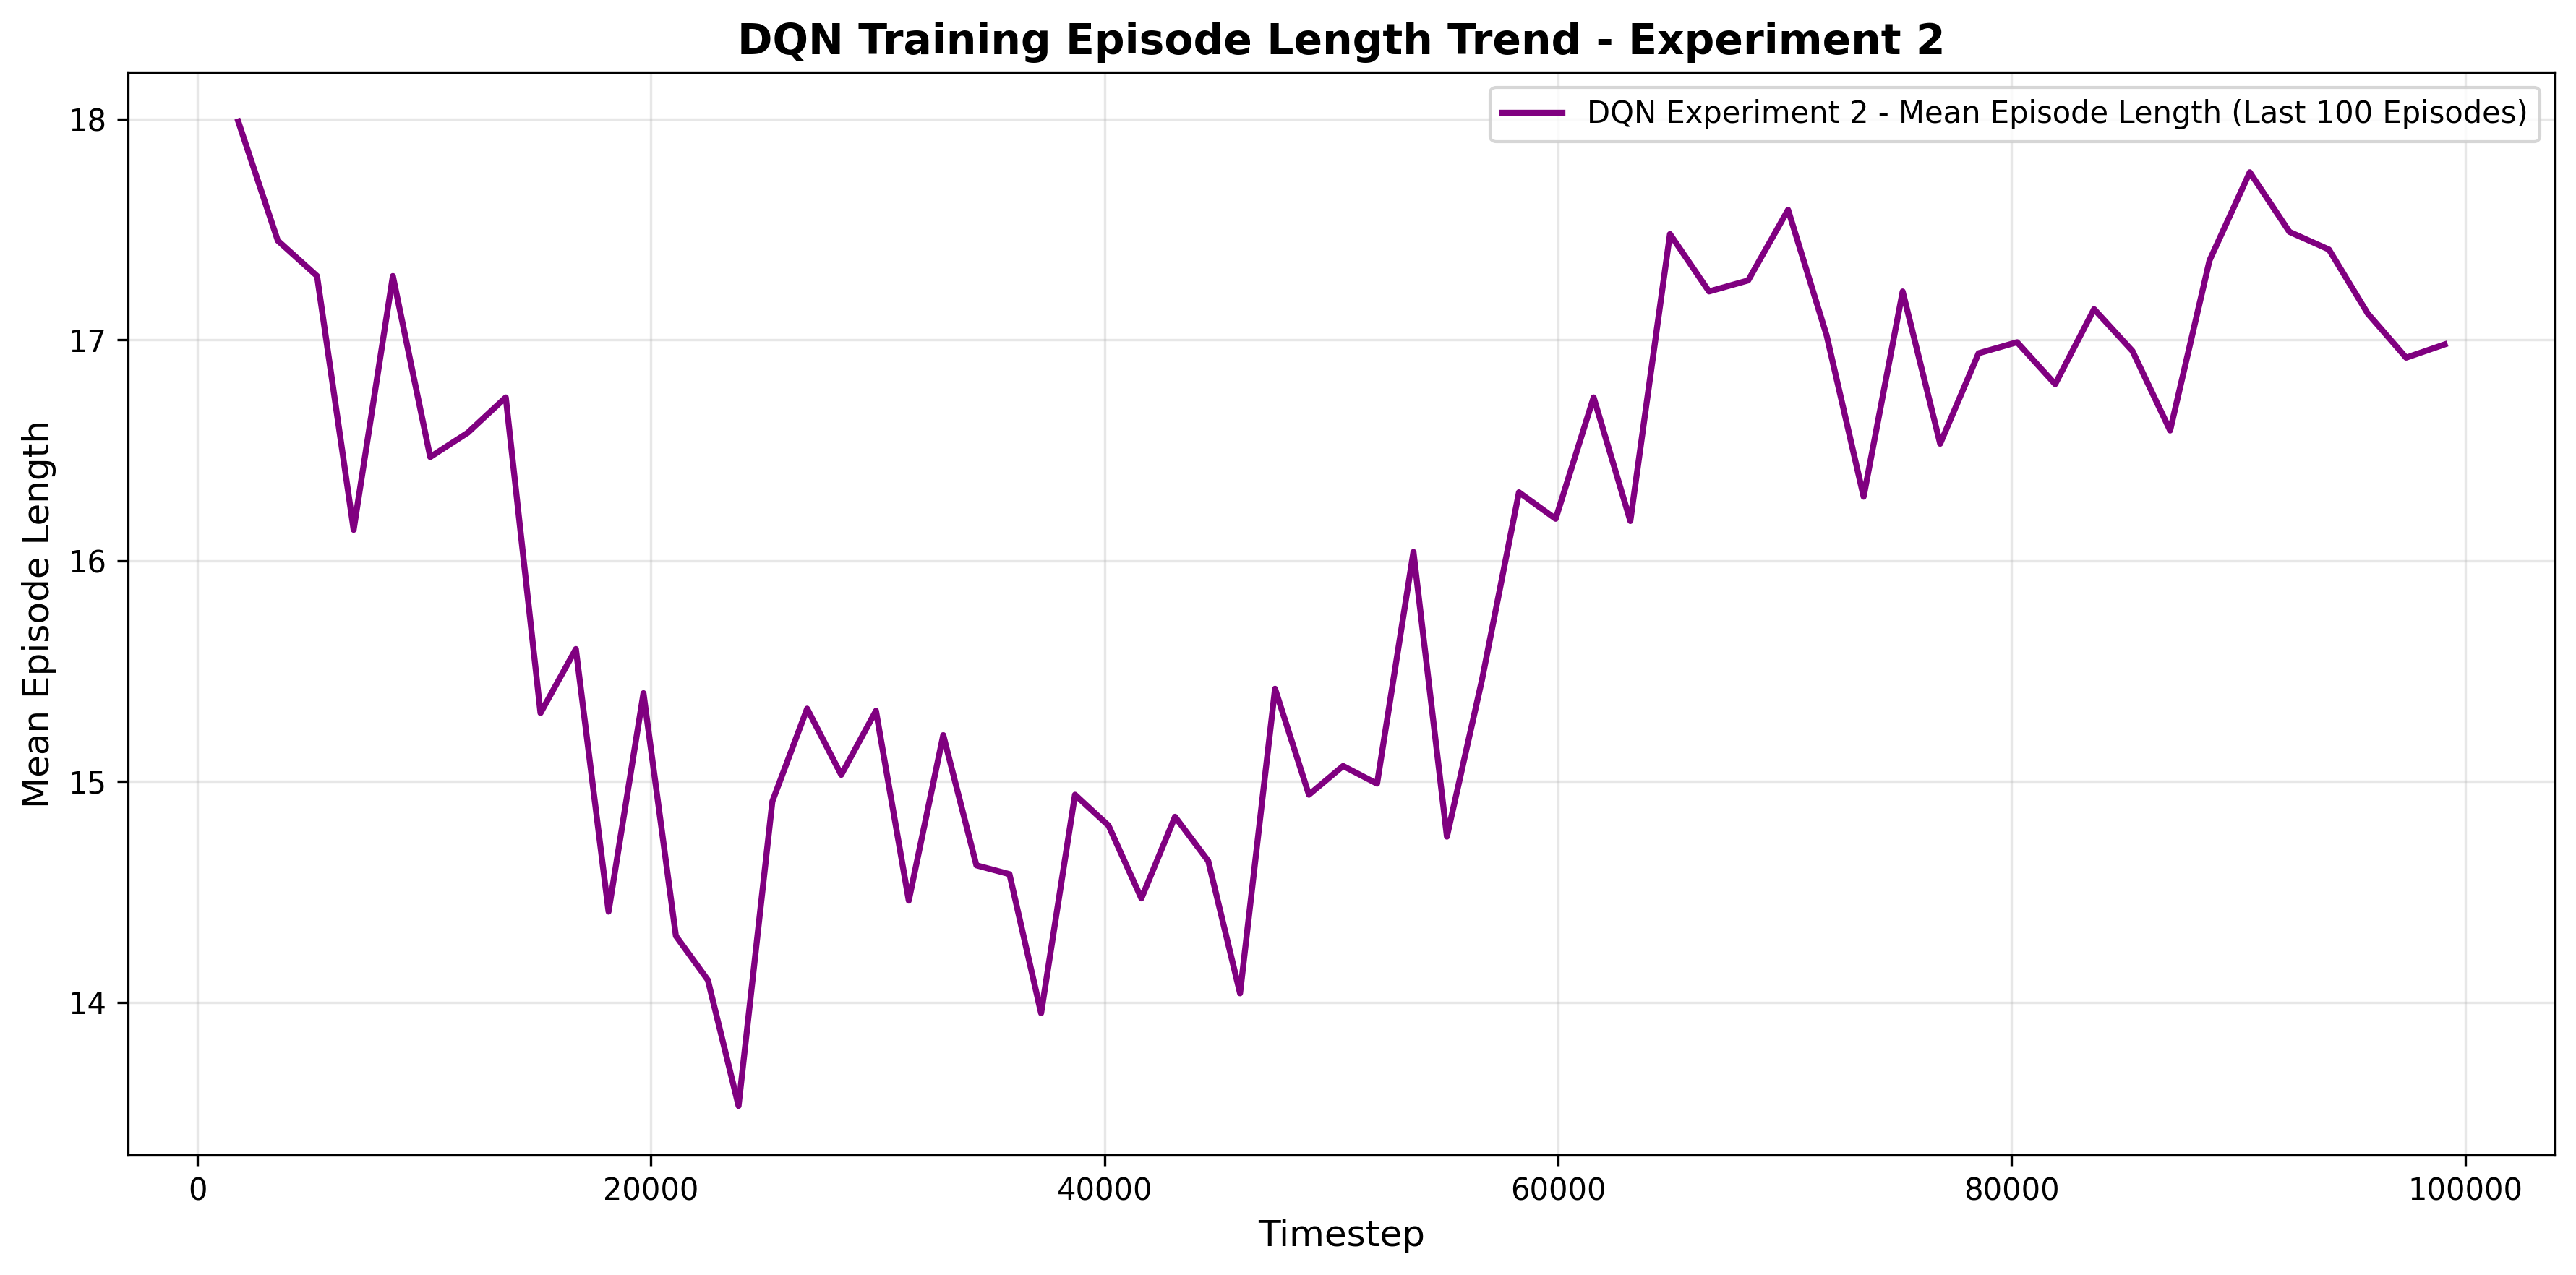 DQN Training Episode Length Trend - Experiment 2
DQN Experiment 2 - Mean Episode Length (Last 100 Episodes)
Mean Episode Length
18
17
16
15
14
0
20000
40000
60000
80000
100000
Timestep